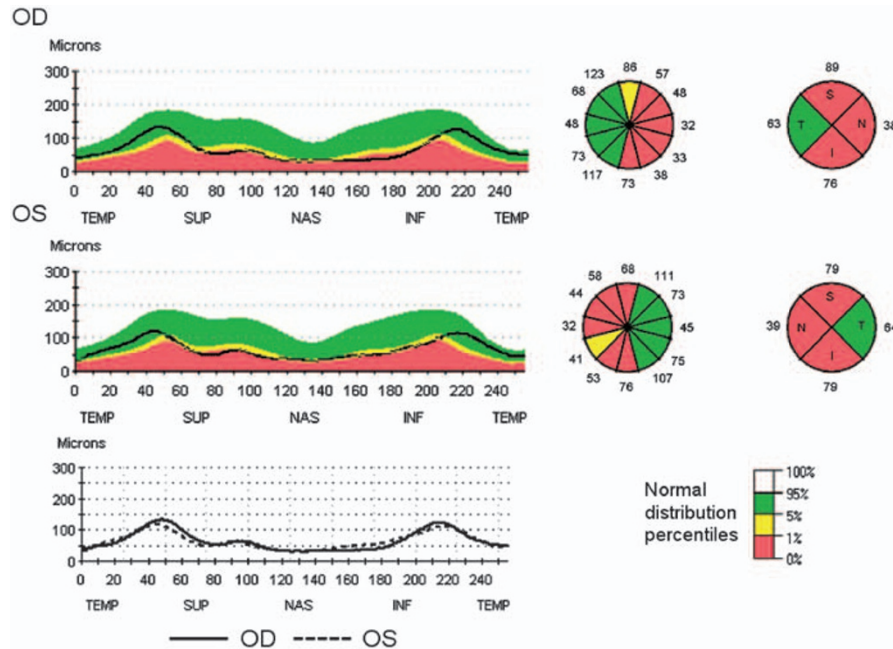 OD
Microns
300
200
100
0
0 20 40 60 80 100 120 140 160 180 200 220 240
TEMP SUP NAS INF TEMP
86
123 57
68 48
48 32
73 33
117 38
73
89
S
63 T N 38
I
76
OS
Microns
300
200
100
0
0 20 40 60 80 100 120 140 160 180 200 220 240
TEMP SUP NAS INF TEMP
68
58 111
44 73
32 45
41 75
53 107
76
79
S
39 N T 64
I
79
Microns
300
200
100
0
0 20 40 60 80 100 120 140 160 180 200 220 240
TEMP SUP NAS INF TEMP
OD OS
Normal
distribution
percentiles
100%
95%
5%
1%
0%